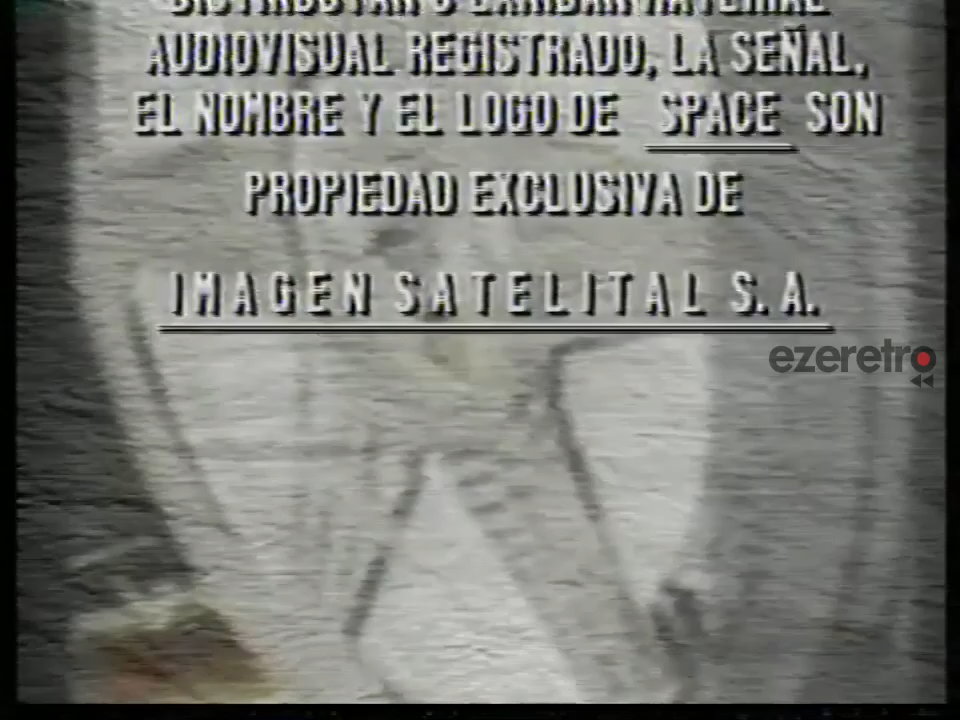 AUDIOVISUAL REGISTRADO, LA SEÑAL,
EL NOMBRE Y EL LOGO DE SPACE SON
PROPIEDAD EXCLUSIVA DE
IMAGEN SATELITAL S.A.
ezeretro